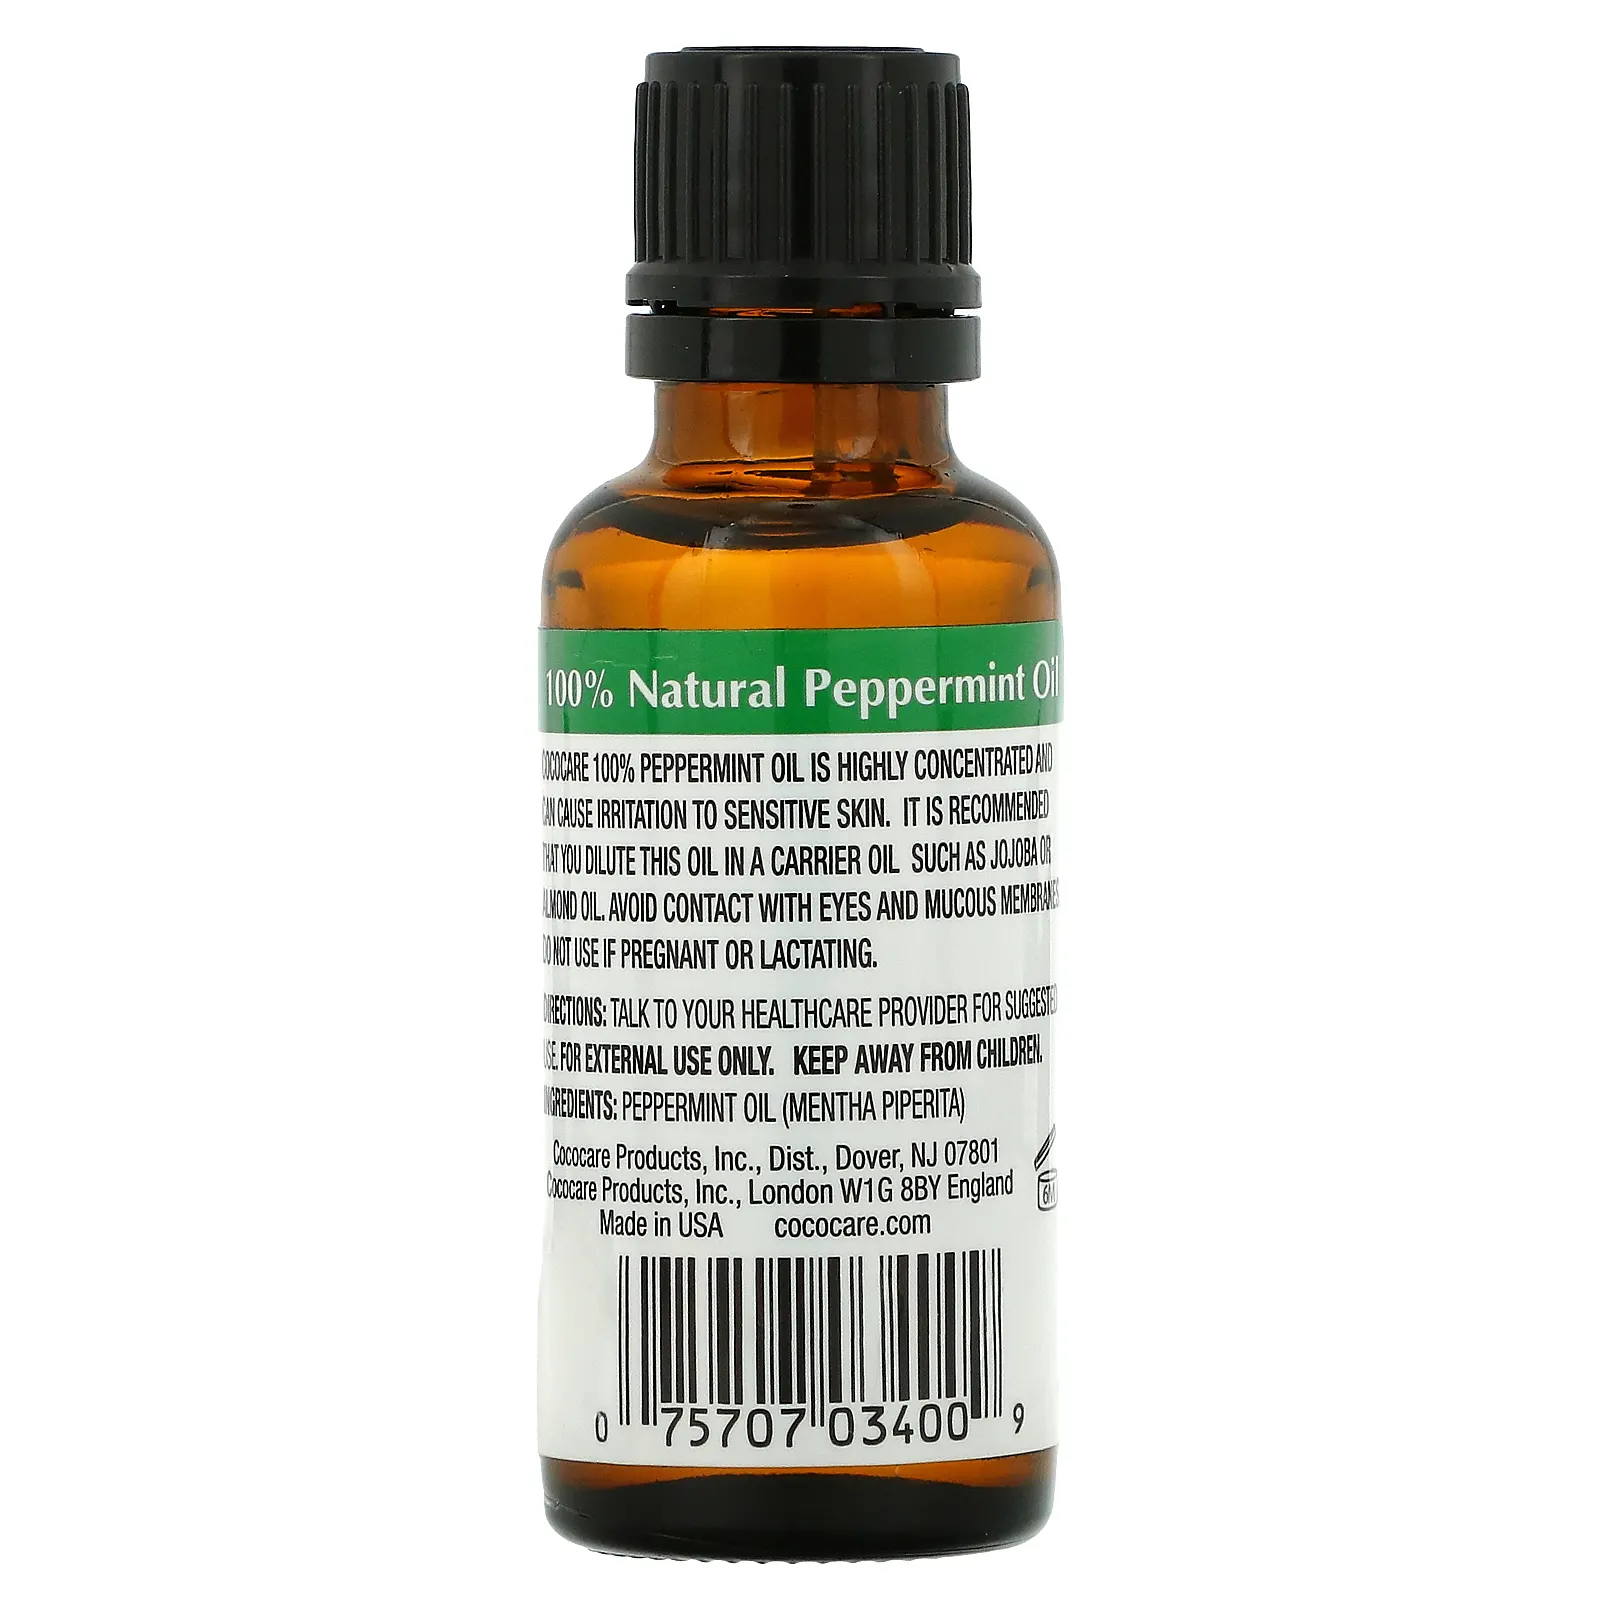 100% Natural Peppermint Oil
COCOCARE 100% PEPPERMINT OIL IS HIGHLY CONCENTRATED AND
CAN CAUSE IRRITATION TO SENSITIVE SKIN. IT IS RECOMMENDED
THAT YOU DILUTE THIS OIL IN A CARRIER OIL SUCH AS JOJOBA OR
ALMOND OIL. AVOID CONTACT WITH EYES AND MUCOUS MEMBRANES
DO NOT USE IF PREGNANT OR LACTATING.
DIRECTIONS: TALK TO YOUR HEALTHCARE PROVIDER FOR SUGGESTED
USE. FOR EXTERNAL USE ONLY. KEEP AWAY FROM CHILDREN.
INGREDIENTS: PEPPERMINT OIL (MENTHA PIPERITA)
Cococare Products, Inc., Dist., Dover, NJ 07801
Cococare Products, Inc., London W1G 8BY England
6M
Made in USA cococare.com
0 75707 03400 9